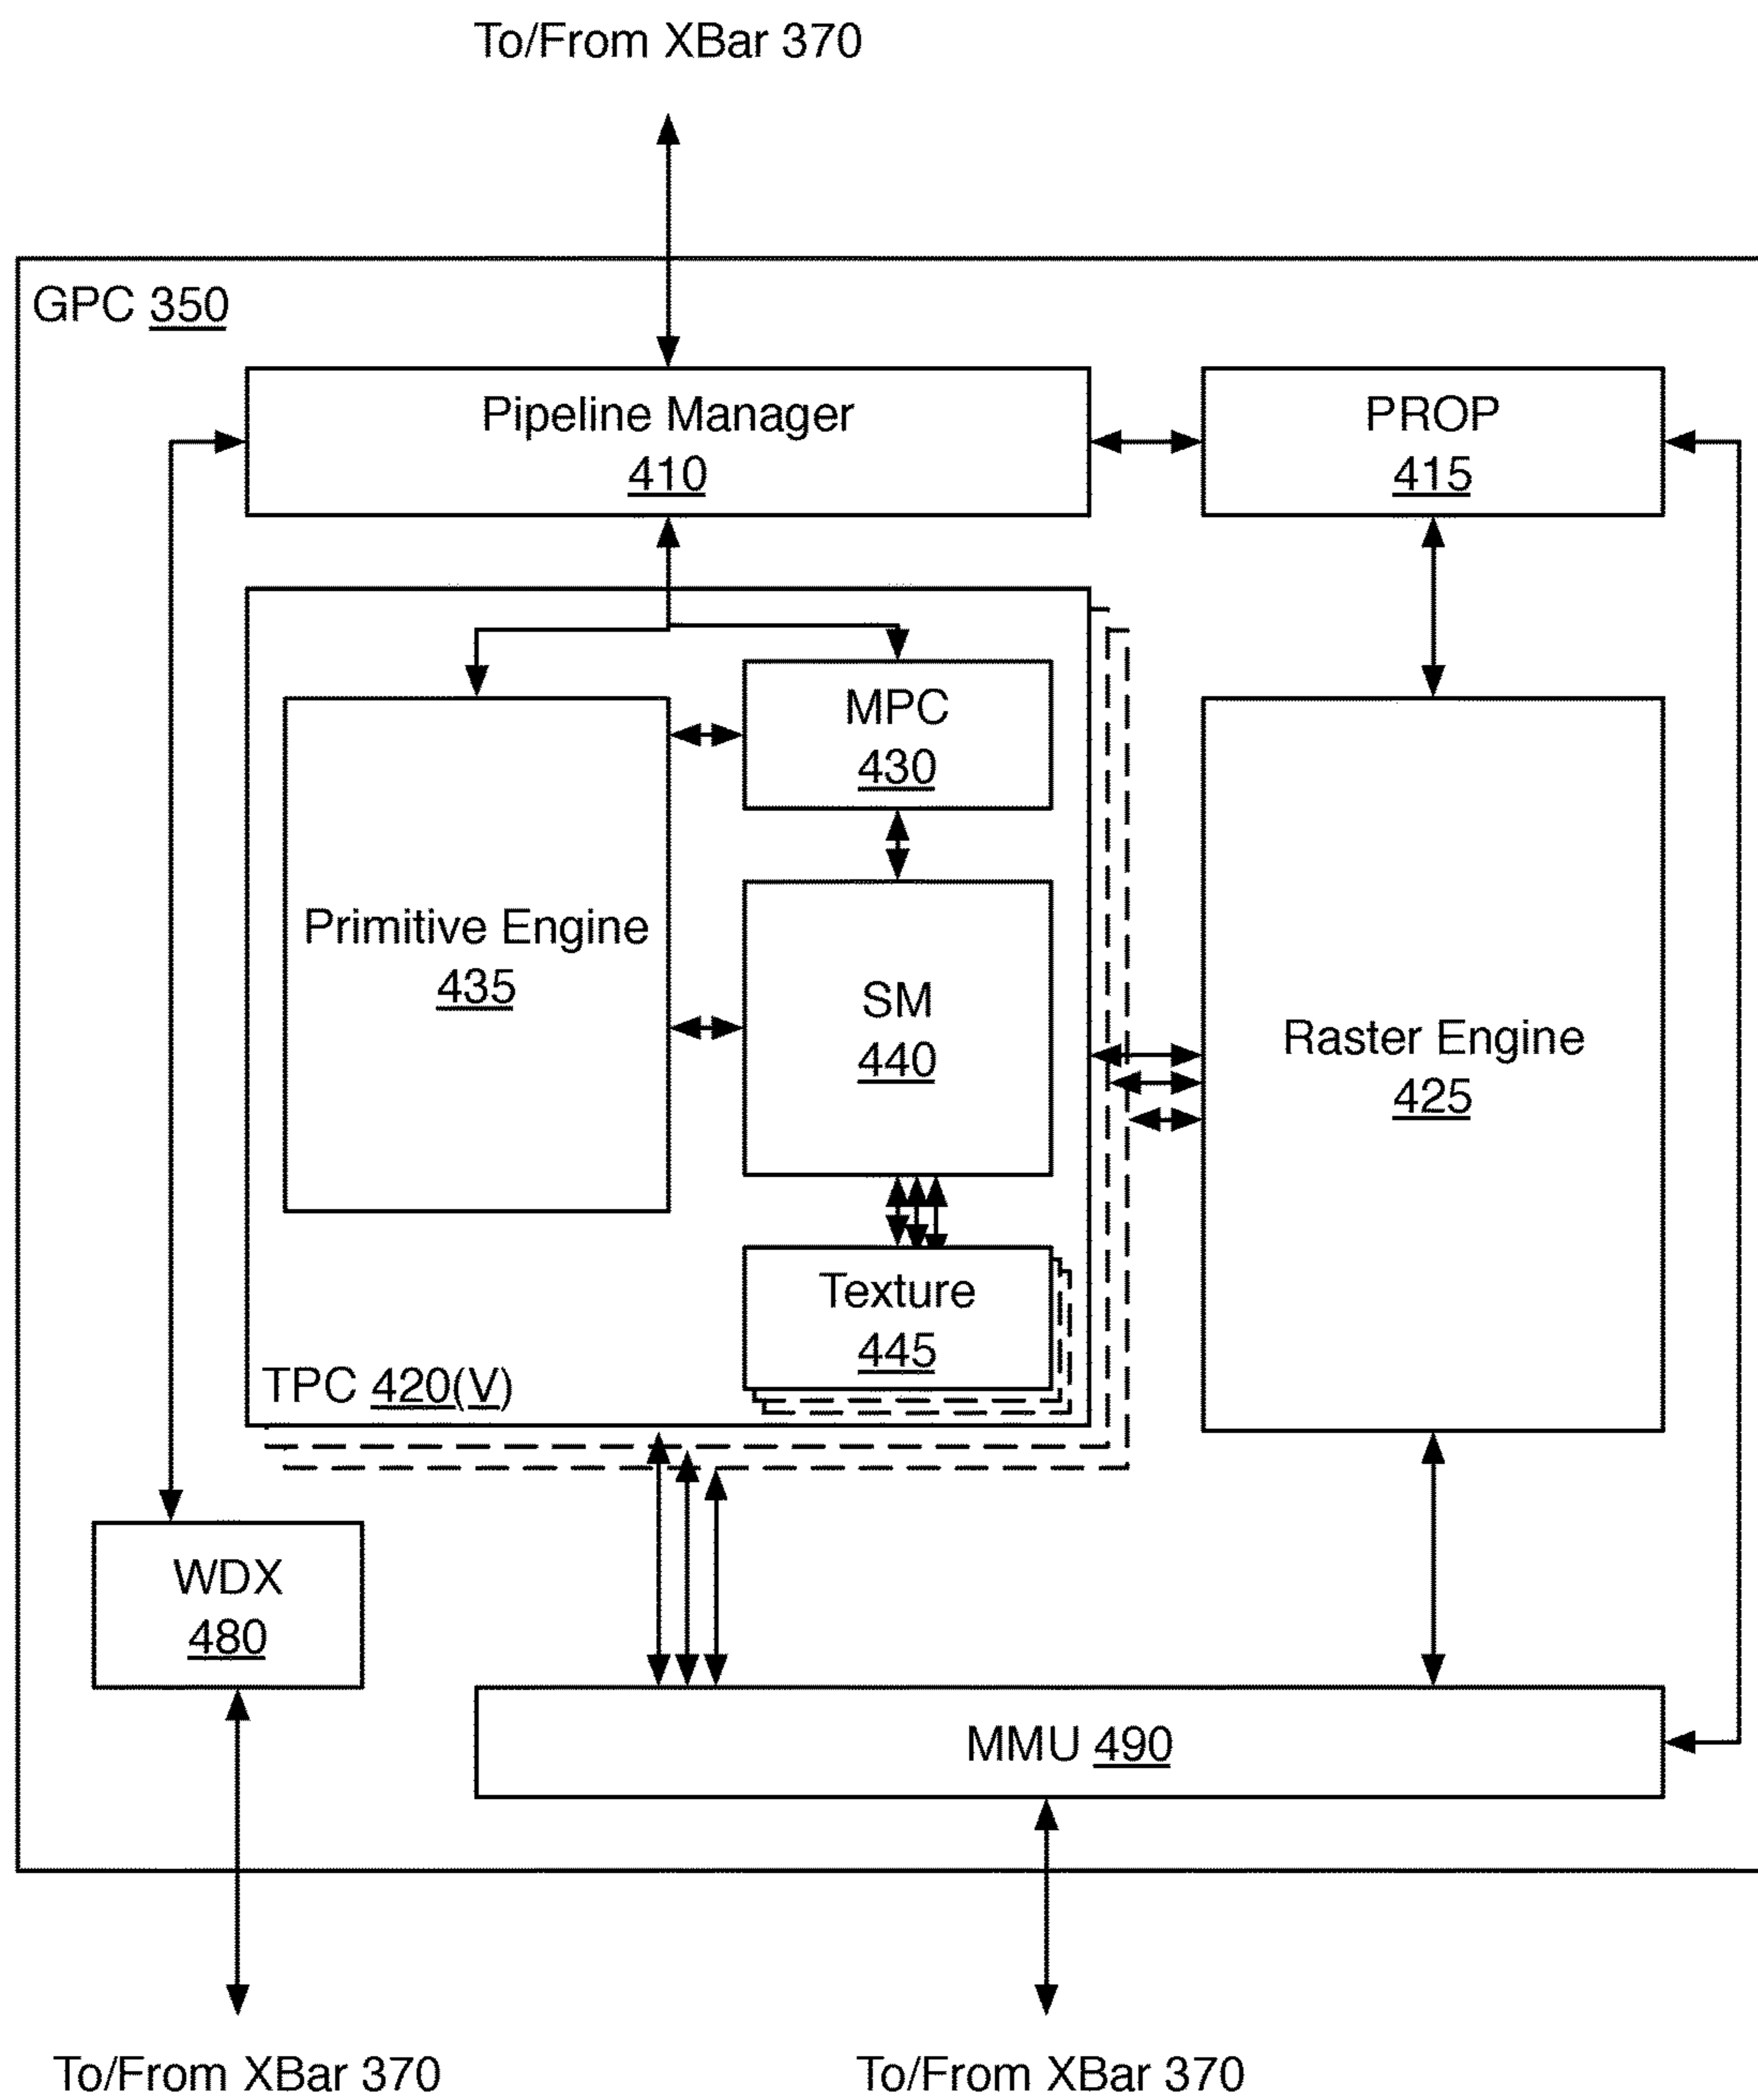 To/From XBar 370
GPC 350
Pipeline Manager
410
PROP
415
MPC
430
Primitive Engine
435
SM
440
Raster Engine
425
Texture
445
TPC 420(V)
WDX
480
MMU 490
To/From XBar 370
To/From XBar 370